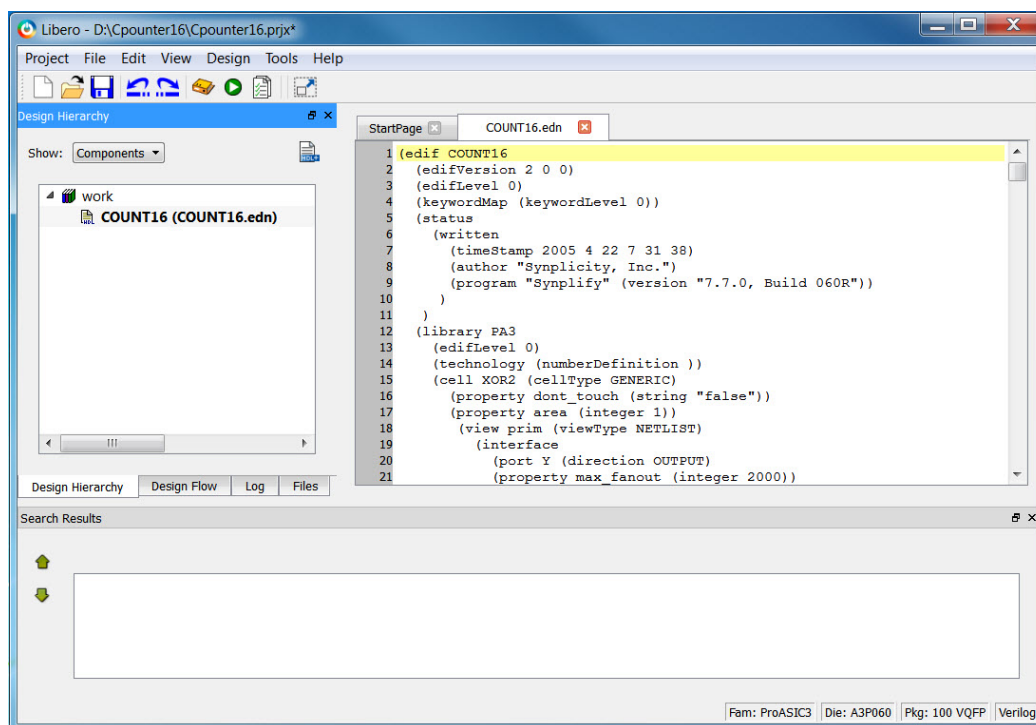 Libero - D:\Cpounter16\Cpounter16.prjx*
Project File Edit View Design Tools Help
Design Hierarchy
Show: Components
work
COUNT16 (COUNT16.edn)
Design Hierarchy Design Flow Log Files
StartPage COUNT16.edn
1 (edif COUNT16
2 (edifVersion 2 0 0)
3 (edifLevel 0)
4 (keywordMap (keywordLevel 0))
5 (status
6 (written
7 (timeStamp 2005 4 22 7 31 38)
8 (author "Synplicity, Inc.")
9 (program "Synplify" (version "7.7.0, Build 060R"))
10 )
11 )
12 (library PA3
13 (edifLevel 0)
14 (technology (numberDefinition ))
15 (cell XOR2 (cellType GENERIC)
16 (property dont_touch (string "false"))
17 (property area (integer 1))
18 (view prim (viewType NETLIST)
19 (interface
20 (port Y (direction OUTPUT)
21 (property max_fanout (integer 2000))
Search Results
Fam: ProASIC3 Die: A3P060 Pkg: 100 VQFP Verilog